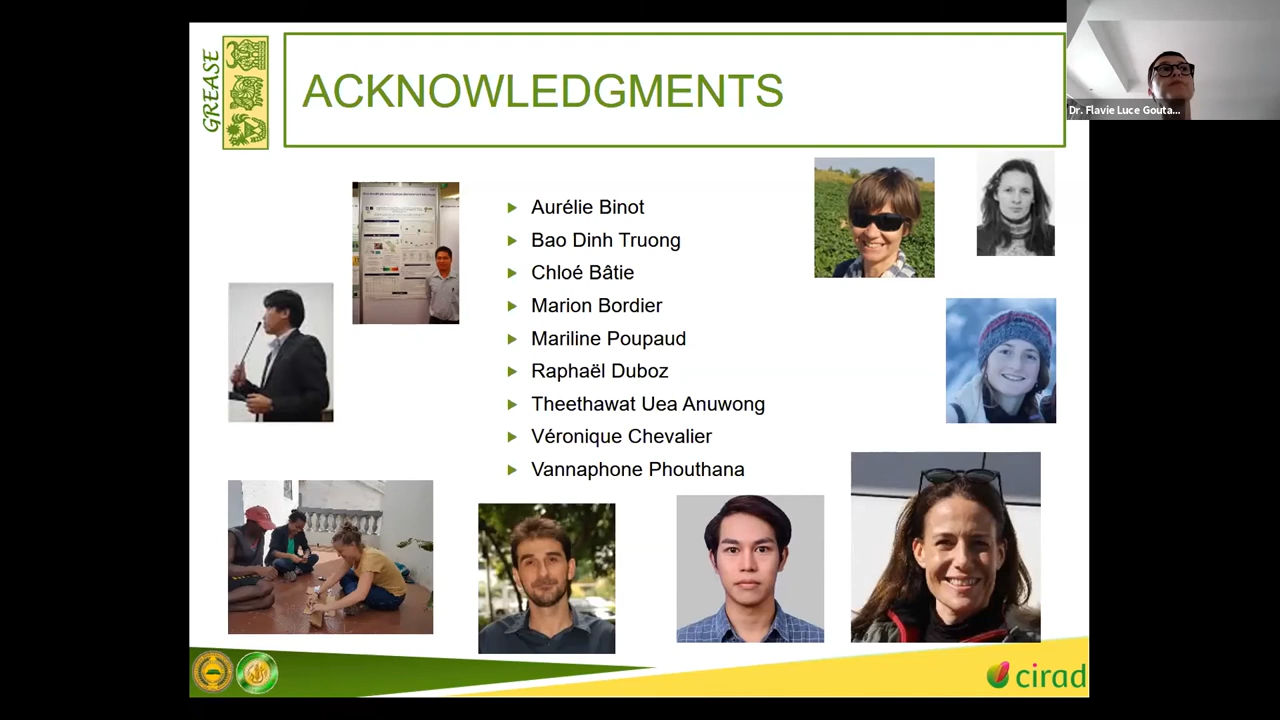 GREASE
ACKNOWLEDGMENTS
Dr. Flavie Luce Gouta...
Aurélie Binot
Bao Dinh Truong
Chloé Bâtie
Marion Bordier
Mariline Poupaud
Raphaël Duboz
Theethawat Uea Anuwong
Véronique Chevalier
Vannaphone Phouthana
cirad